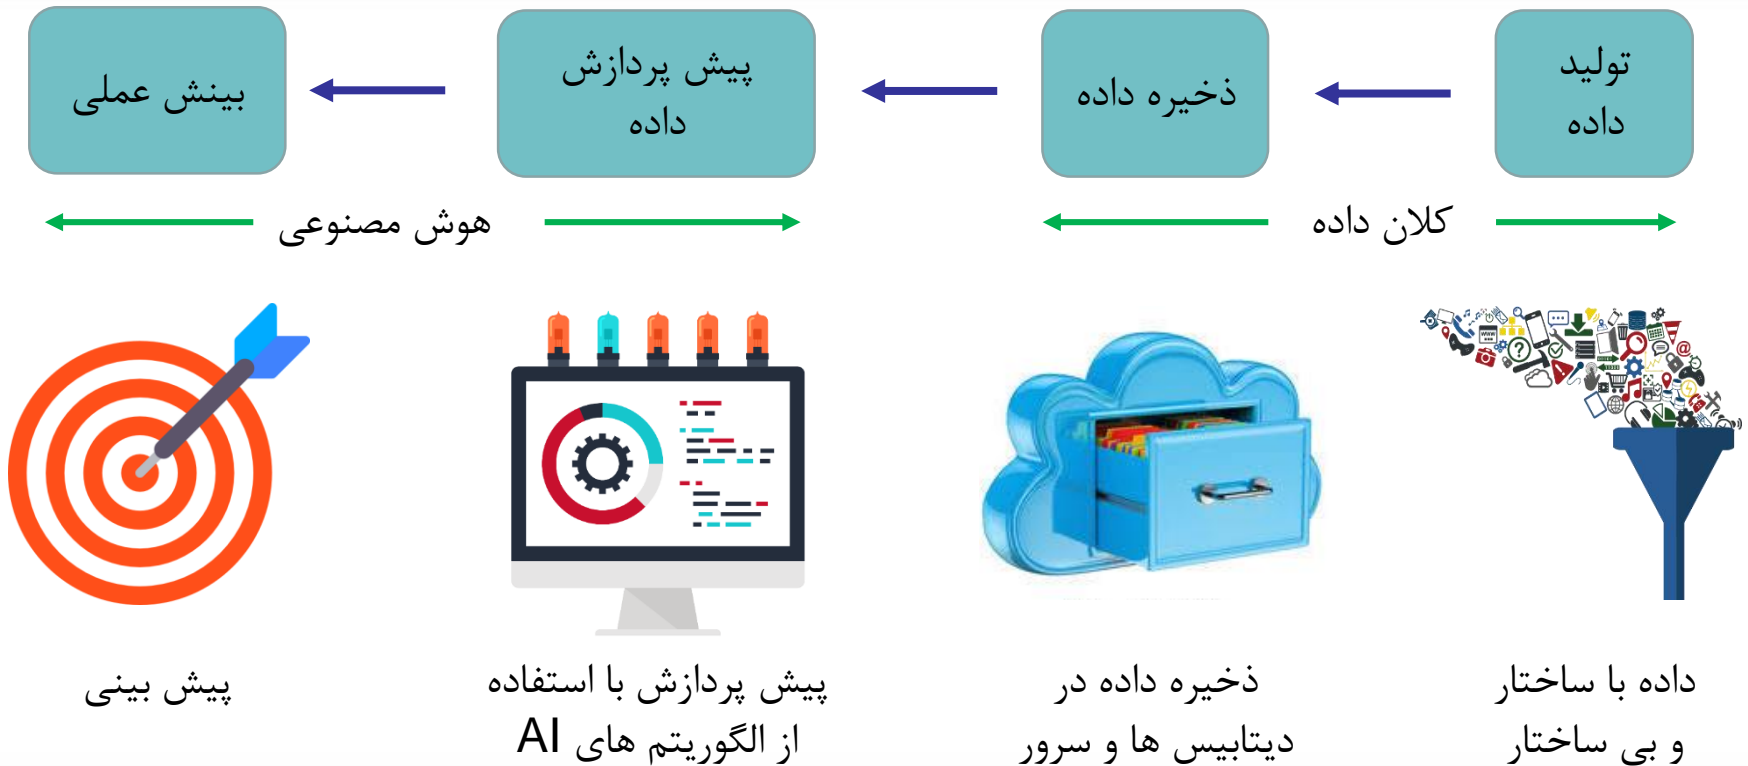 تولید
داده
ذخیره داده
پیش پردازش
داده
بینش عملی
کلان داده
هوش مصنوعی
WWW
داده با ساختار
و بی ساختار
ذخیره داده در
دیتابیس ها و سرور
پیش پردازش با استفاده
از الگوریتم های AI
پیش بینی